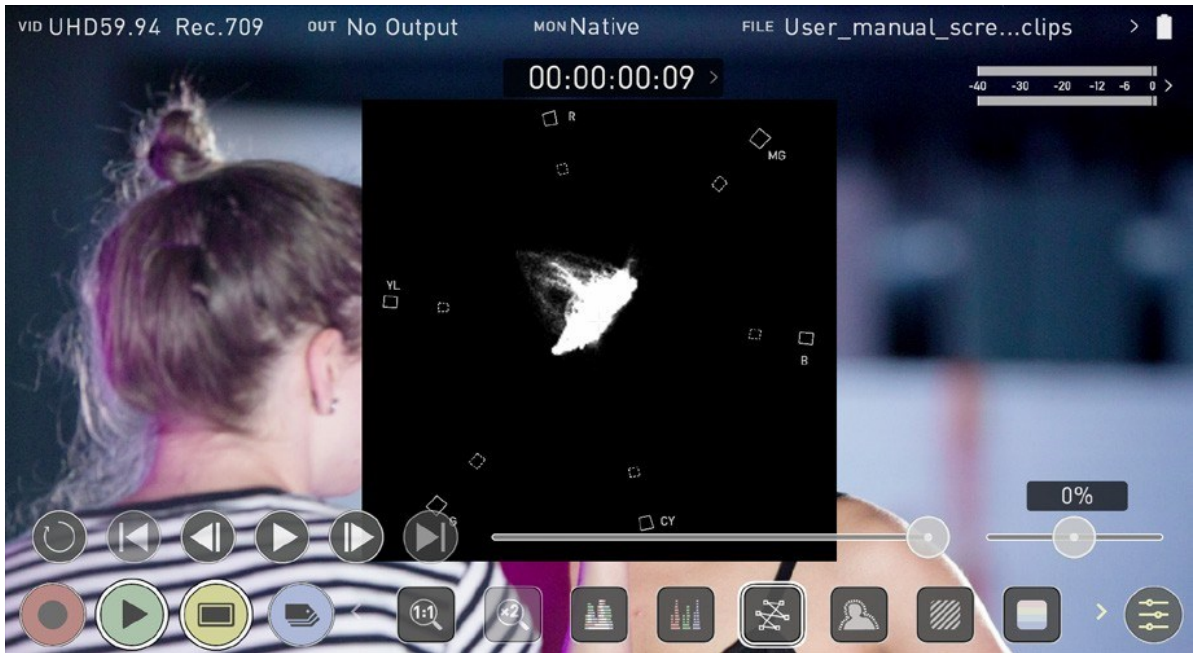 VID UHD59.94 Rec.709 OUT No Output MON Native FILE User_manual_scre...clips >
00:00:00:09 >
-40 -30 -20 -12 -6 0 >
R
MG
YL
B
G
CY
0%
1:1 x2